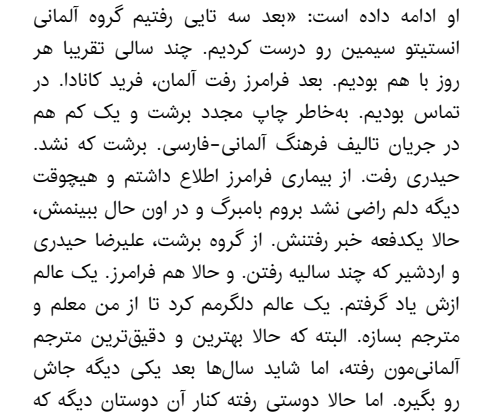 او ادامه داده است: «بعد سه تایی رفتیم گروه آلمانی
انستیتو سیمین رو درست کردیم. چند سالی تقریبا هر
روز با هم بودیم. بعد فرامرز رفت آلمان، فرید کانادا. در
تماس بودیم. به‌خاطر چاپ مجدد برشت و یک کم هم
در جریان تالیف فرهنگ آلمانی-فارسی. برشت که نشد.
حیدری رفت. از بیماری فرامرز اطلاع داشتم و هیچوقت
دیگه دلم راضی نشد بروم بامبرگ و در اون حال ببینمش،
حالا یکدفعه خبر رفتنش. از گروه برشت، علیرضا حیدری
و اردشیر که چند سالیه رفتن. و حالا هم فرامرز. یک عالم
ازش یاد گرفتم. یک عالم دلگرمم کرد تا از من معلم و
مترجم بسازه. البته که حالا بهترین و دقیق‌ترین مترجم
آلمانی‌مون رفته، اما شاید سال‌ها بعد یکی دیگه جاش
رو بگیره. اما حالا دوستی رفته کنار آن دوستان دیگه که